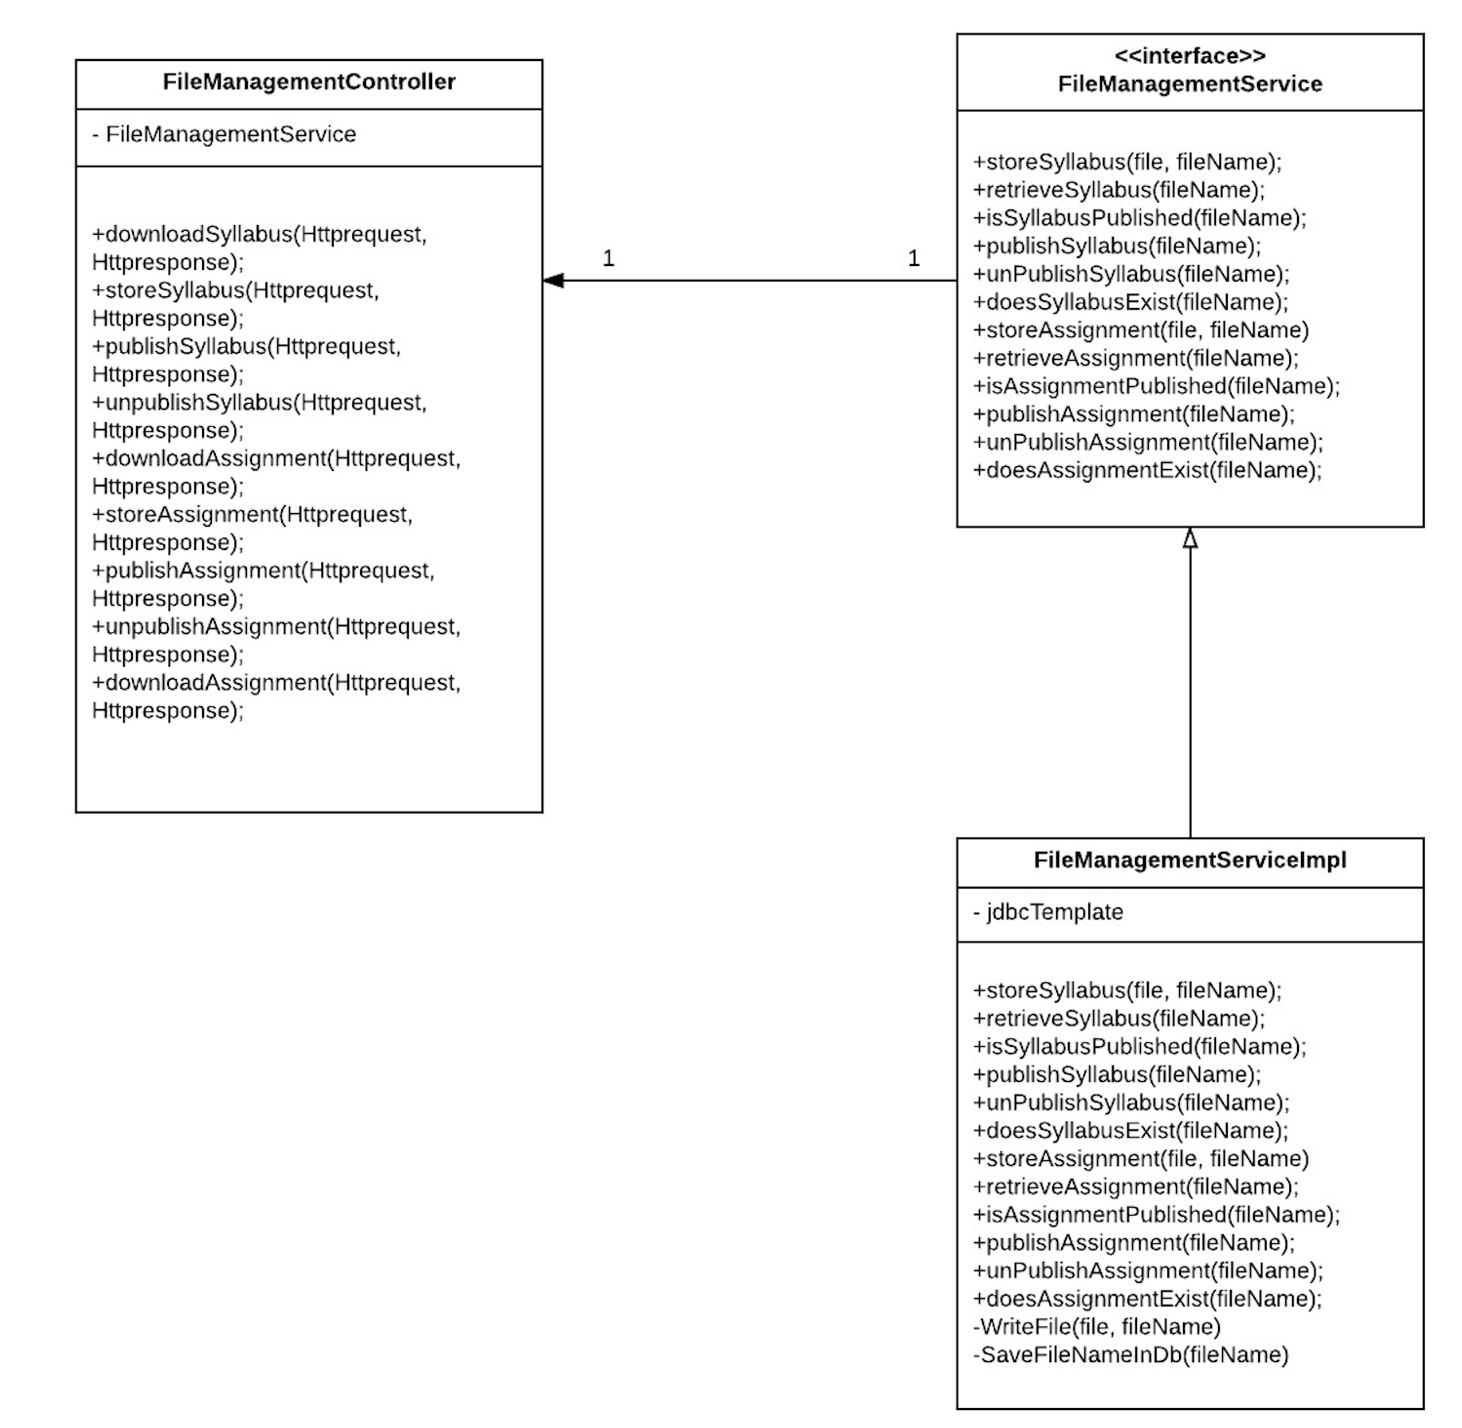 FileManagementController
- FileManagementService
+downloadSyllabus(Httprequest,
Httpresponse);
+storeSyllabus(Httprequest,
Httpresponse);
+publishSyllabus(Httprequest,
Httpresponse);
+unpublishSyllabus(Httprequest,
Httpresponse);
+downloadAssignment(Httprequest,
Httpresponse);
+storeAssignment(Httprequest,
Httpresponse);
+publishAssignment(Httprequest,
Httpresponse);
+unpublishAssignment(Httprequest,
Httpresponse);
+downloadAssignment(Httprequest,
Httpresponse);
1
1
<<interface>>
FileManagementService
+storeSyllabus(file, fileName);
+retrieveSyllabus(fileName);
+isSyllabusPublished(fileName);
+publishSyllabus(fileName);
+unPublishSyllabus(fileName);
+doesSyllabusExist(fileName);
+storeAssignment(file, fileName)
+retrieveAssignment(fileName);
+isAssignmentPublished(fileName);
+publishAssignment(fileName);
+unPublishAssignment(fileName);
+doesAssignmentExist(fileName);
FileManagementServiceImpl
- jdbcTemplate
+storeSyllabus(file, fileName);
+retrieveSyllabus(fileName);
+isSyllabusPublished(fileName);
+publishSyllabus(fileName);
+unPublishSyllabus(fileName);
+doesSyllabusExist(fileName);
+storeAssignment(file, fileName)
+retrieveAssignment(fileName);
+isAssignmentPublished(fileName);
+publishAssignment(fileName);
+unPublishAssignment(fileName);
+doesAssignmentExist(fileName);
-WriteFile(file, fileName)
-SaveFileNameInDb(fileName)